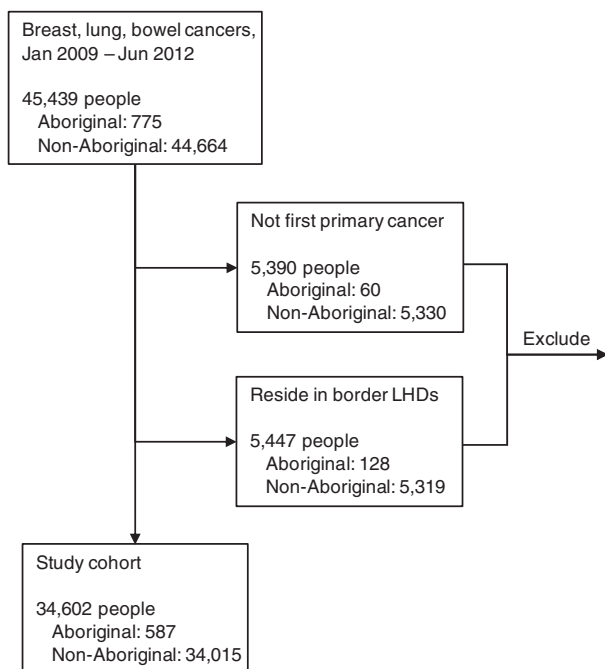 Breast, lung, bowel cancers,
Jan 2009 – Jun 2012
45,439 people
Aboriginal: 775
Non-Aboriginal: 44,664
Not first primary cancer
5,390 people
Aboriginal: 60
Non-Aboriginal: 5,330
Exclude
Reside in border LHDs
5,447 people
Aboriginal: 128
Non-Aboriginal: 5,319
Study cohort
34,602 people
Aboriginal: 587
Non-Aboriginal: 34,015